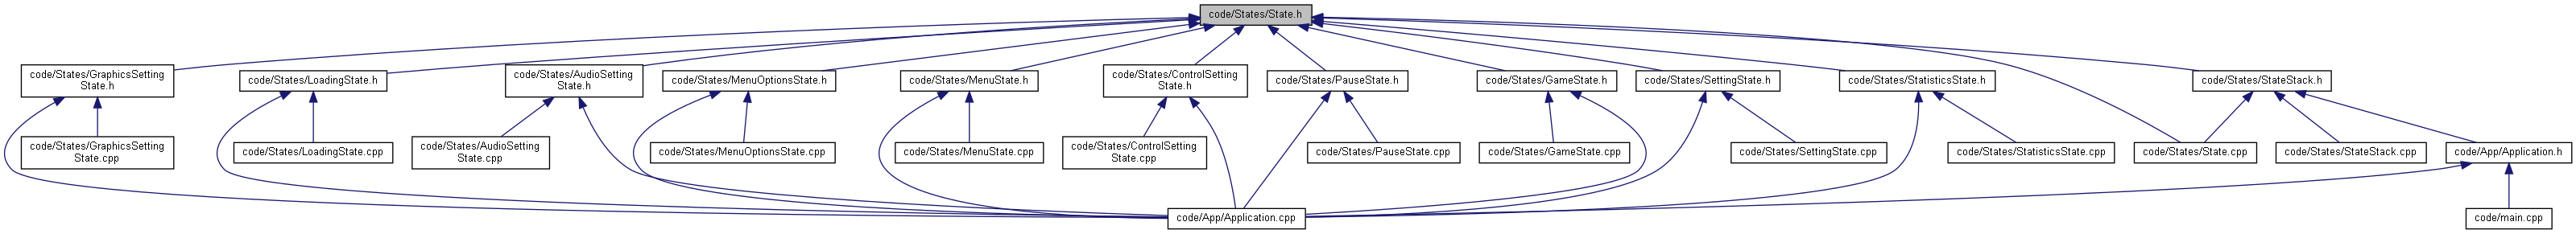 code/States/State.h
code/States/GraphicsSetting
State.h
code/States/LoadingState.h
code/States/AudioSetting
State.h
code/States/MenuOptionsState.h
code/States/MenuState.h
code/States/ControlSetting
State.h
code/States/PauseState.h
code/States/GameState.h
code/States/SettingState.h
code/States/StatisticsState.h
code/States/StateStack.h
code/States/GraphicsSetting
State.cpp
code/States/LoadingState.cpp
code/States/AudioSetting
State.cpp
code/States/MenuOptionsState.cpp
code/States/MenuState.cpp
code/States/ControlSetting
State.cpp
code/States/PauseState.cpp
code/States/GameState.cpp
code/States/SettingState.cpp
code/States/StatisticsState.cpp
code/States/State.cpp
code/States/StateStack.cpp
code/App/Application.h
code/App/Application.cpp
code/main.cpp